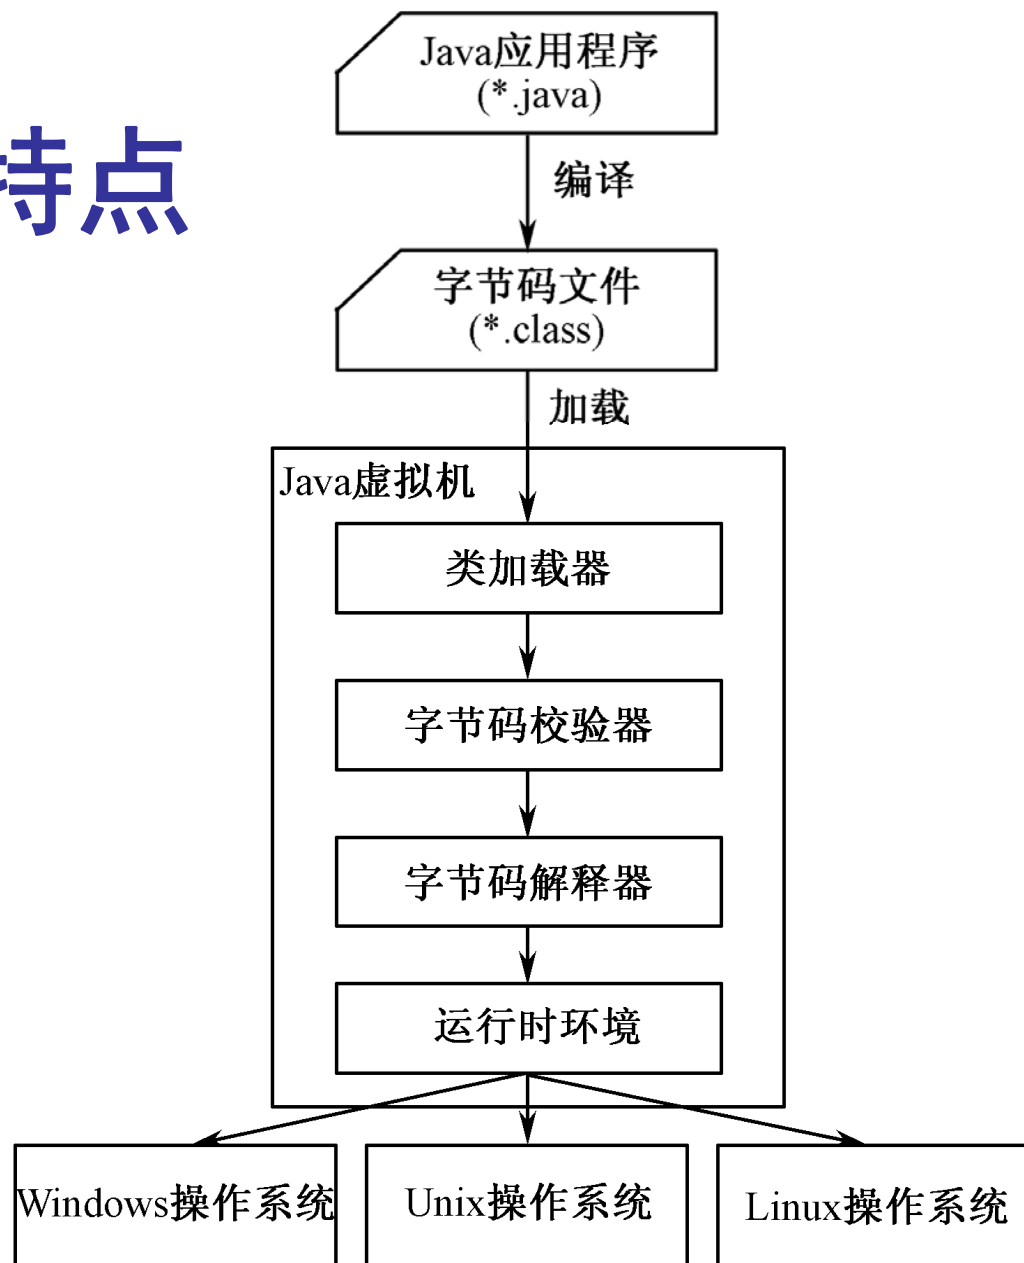 Java应用程序
(*.java)
特点
编译
字节码文件
(*.class)
加载
Java虚拟机
类加载器
字节码校验器
字节码解释器
运行时环境
Windows操作系统
Unix操作系统
Linux操作系统